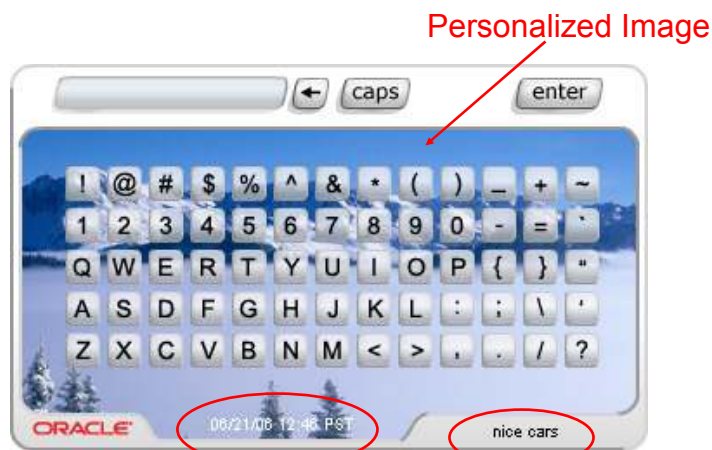 Personalized Image
← caps enter
! @ # $ % ^ & * ( ) _ + ~
1 2 3 4 5 6 7 8 9 0 - = `
Q W E R T Y U I O P { } "
A S D F G H J K L : ; \ '
Z X C V B N M < > , . / ?
ORACLE 06/21/06 12:46 PST nice cars